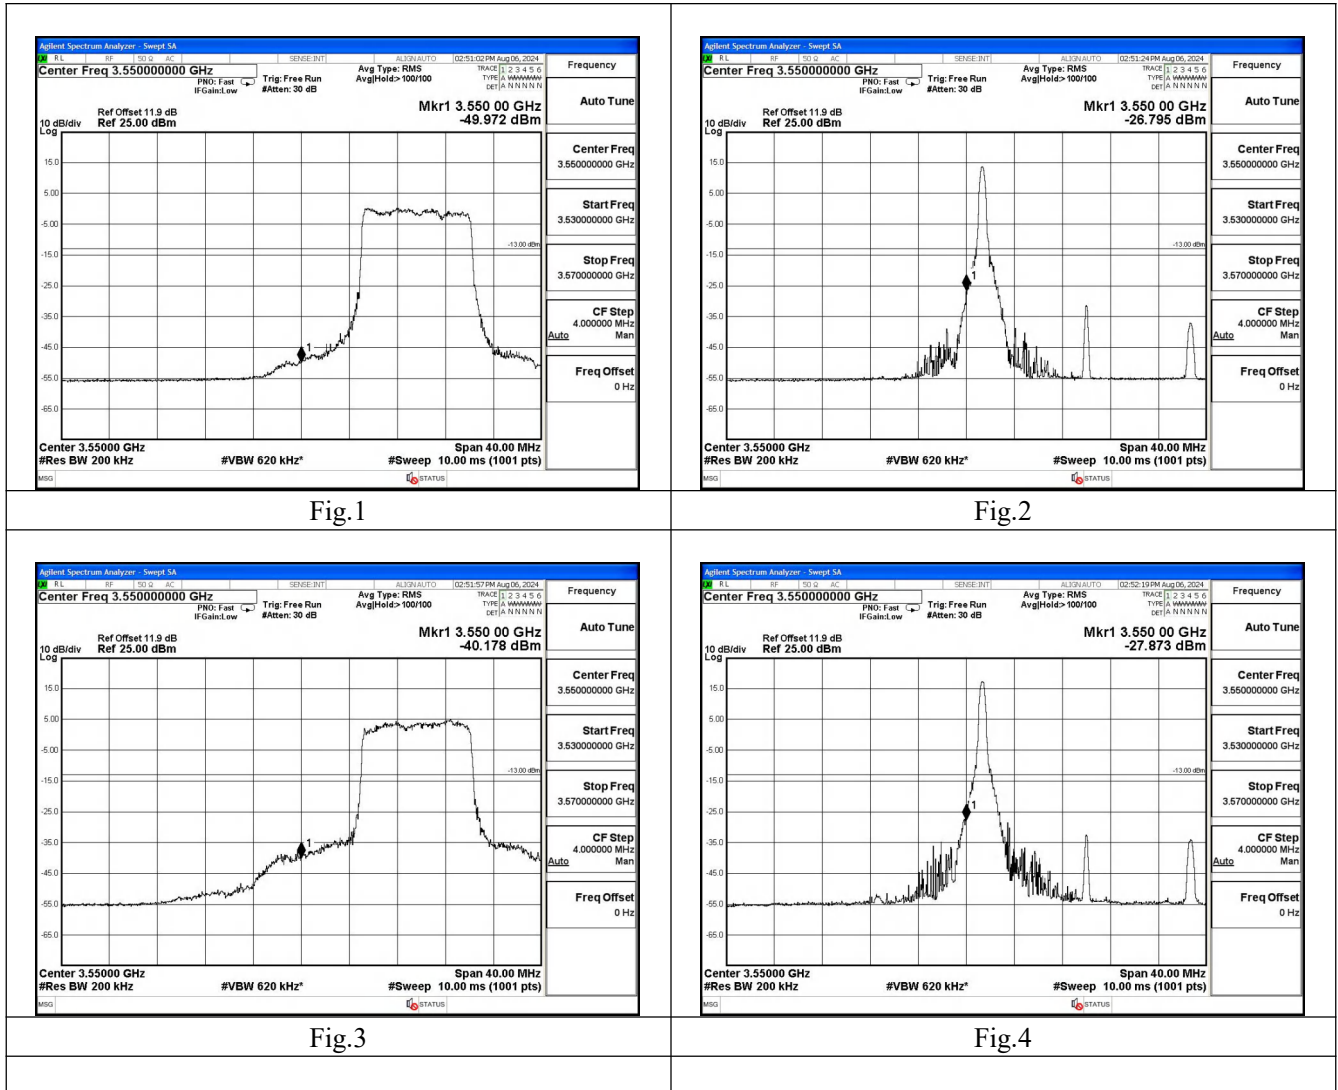 Agilent Spectrum Analyzer - Swept SA
RL RF 50 Ω AC SENSE:INT ALIGNAUTO 02:51:02 PM Aug 06, 2024
Center Freq 3.550000000 GHz
PNO: Fast
IFGain:Low
Trig: Free Run
#Atten: 30 dB
Avg Type: RMS
Avg|Hold:>100/100
TRACE 1 2 3 4 5 6
TYPE A WWWWW
DET A N N N N N
Frequency
Mkr1 3.550 00 GHz
-49.972 dBm
Ref Offset 11.9 dB
10 dB/div Ref 25.00 dBm
Log
15.0
5.00
-5.00
-15.0
-25.0
-35.0
-45.0
-55.0
-65.0
-13.00 dBm
1
Auto Tune
Center Freq
3.550000000 GHz
Start Freq
3.530000000 GHz
Stop Freq
3.570000000 GHz
CF Step
4.000000 MHz
Auto Man
Freq Offset
0 Hz
Center 3.55000 GHz Span 40.00 MHz
#Res BW 200 kHz #VBW 620 kHz* #Sweep 10.00 ms (1001 pts)
MSG STATUS
Fig.1
Agilent Spectrum Analyzer - Swept SA
RL RF 50 Ω AC SENSE:INT ALIGNAUTO 02:51:24 PM Aug 06, 2024
Center Freq 3.550000000 GHz
PNO: Fast
IFGain:Low
Trig: Free Run
#Atten: 30 dB
Avg Type: RMS
Avg|Hold:>100/100
TRACE 1 2 3 4 5 6
TYPE A WWWWW
DET A N N N N N
Frequency
Mkr1 3.550 00 GHz
-26.795 dBm
Ref Offset 11.9 dB
10 dB/div Ref 25.00 dBm
Log
15.0
5.00
-5.00
-15.0
-25.0
-35.0
-45.0
-55.0
-65.0
-13.00 dBm
1
Auto Tune
Center Freq
3.550000000 GHz
Start Freq
3.530000000 GHz
Stop Freq
3.570000000 GHz
CF Step
4.000000 MHz
Auto Man
Freq Offset
0 Hz
Center 3.55000 GHz Span 40.00 MHz
#Res BW 200 kHz #VBW 620 kHz* #Sweep 10.00 ms (1001 pts)
MSG STATUS
Fig.2
Agilent Spectrum Analyzer - Swept SA
RL RF 50 Ω AC SENSE:INT ALIGNAUTO 02:51:57 PM Aug 06, 2024
Center Freq 3.550000000 GHz
PNO: Fast
IFGain:Low
Trig: Free Run
#Atten: 30 dB
Avg Type: RMS
Avg|Hold:>100/100
TRACE 1 2 3 4 5 6
TYPE A WWWWW
DET A N N N N N
Frequency
Mkr1 3.550 00 GHz
-40.178 dBm
Ref Offset 11.9 dB
10 dB/div Ref 25.00 dBm
Log
15.0
5.00
-5.00
-15.0
-25.0
-35.0
-45.0
-55.0
-65.0
-13.00 dBm
1
Auto Tune
Center Freq
3.550000000 GHz
Start Freq
3.530000000 GHz
Stop Freq
3.570000000 GHz
CF Step
4.000000 MHz
Auto Man
Freq Offset
0 Hz
Center 3.55000 GHz Span 40.00 MHz
#Res BW 200 kHz #VBW 620 kHz* #Sweep 10.00 ms (1001 pts)
MSG STATUS
Fig.3
Agilent Spectrum Analyzer - Swept SA
RL RF 50 Ω AC SENSE:INT ALIGNAUTO 02:52:19 PM Aug 06, 2024
Center Freq 3.550000000 GHz
PNO: Fast
IFGain:Low
Trig: Free Run
#Atten: 30 dB
Avg Type: RMS
Avg|Hold:>100/100
TRACE 1 2 3 4 5 6
TYPE A WWWWW
DET A N N N N N
Frequency
Mkr1 3.550 00 GHz
-27.873 dBm
Ref Offset 11.9 dB
10 dB/div Ref 25.00 dBm
Log
15.0
5.00
-5.00
-15.0
-25.0
-35.0
-45.0
-55.0
-65.0
-13.00 dBm
1
Auto Tune
Center Freq
3.550000000 GHz
Start Freq
3.530000000 GHz
Stop Freq
3.570000000 GHz
CF Step
4.000000 MHz
Auto Man
Freq Offset
0 Hz
Center 3.55000 GHz Span 40.00 MHz
#Res BW 200 kHz #VBW 620 kHz* #Sweep 10.00 ms (1001 pts)
MSG STATUS
Fig.4